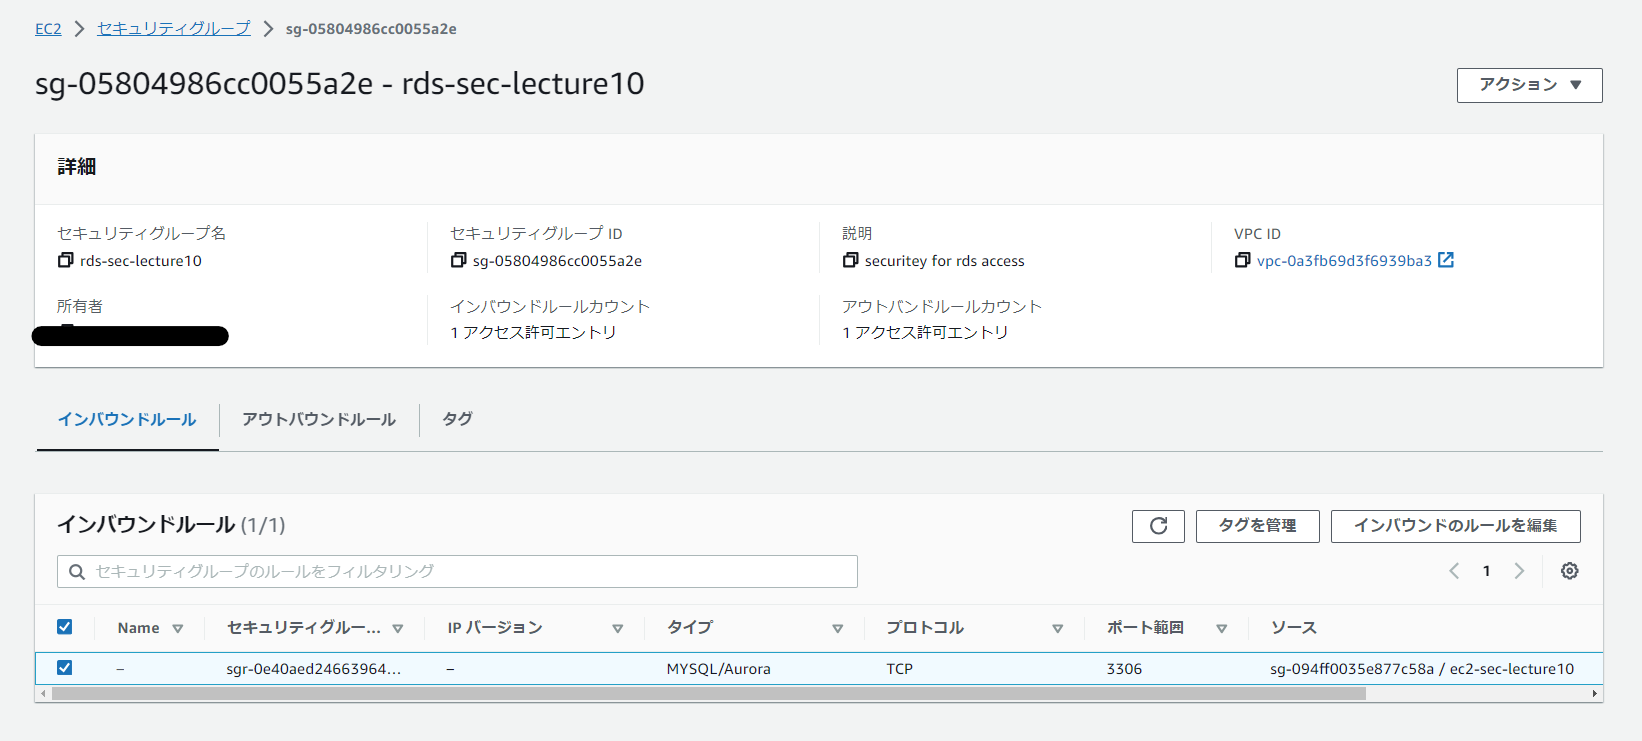 EC2 > セキュリティグループ > sg-05804986cc0055a2e
sg-05804986cc0055a2e - rds-sec-lecture10
アクション ▼
詳細
セキュリティグループ名 セキュリティグループ ID 説明 VPC ID
rds-sec-lecture10 sg-05804986cc0055a2e securitey for rds access vpc-0a3fb69d3f6939ba3
所有者 インバウンドルールカウント アウトバンドルールカウント
1 アクセス許可エントリ 1 アクセス許可エントリ
インバウンドルール アウトバウンドルール タグ
インバウンドルール (1/1) タグを管理 インバウンドのルールを編集
セキュリティグループのルールをフィルタリング 1
Name セキュリティグルー... IP バージョン タイプ プロトコル ポート範囲 ソース
– sgr-0e40aed24663964... – MYSQL/Aurora TCP 3306 sg-094ff0035e877c58a / ec2-sec-lecture10